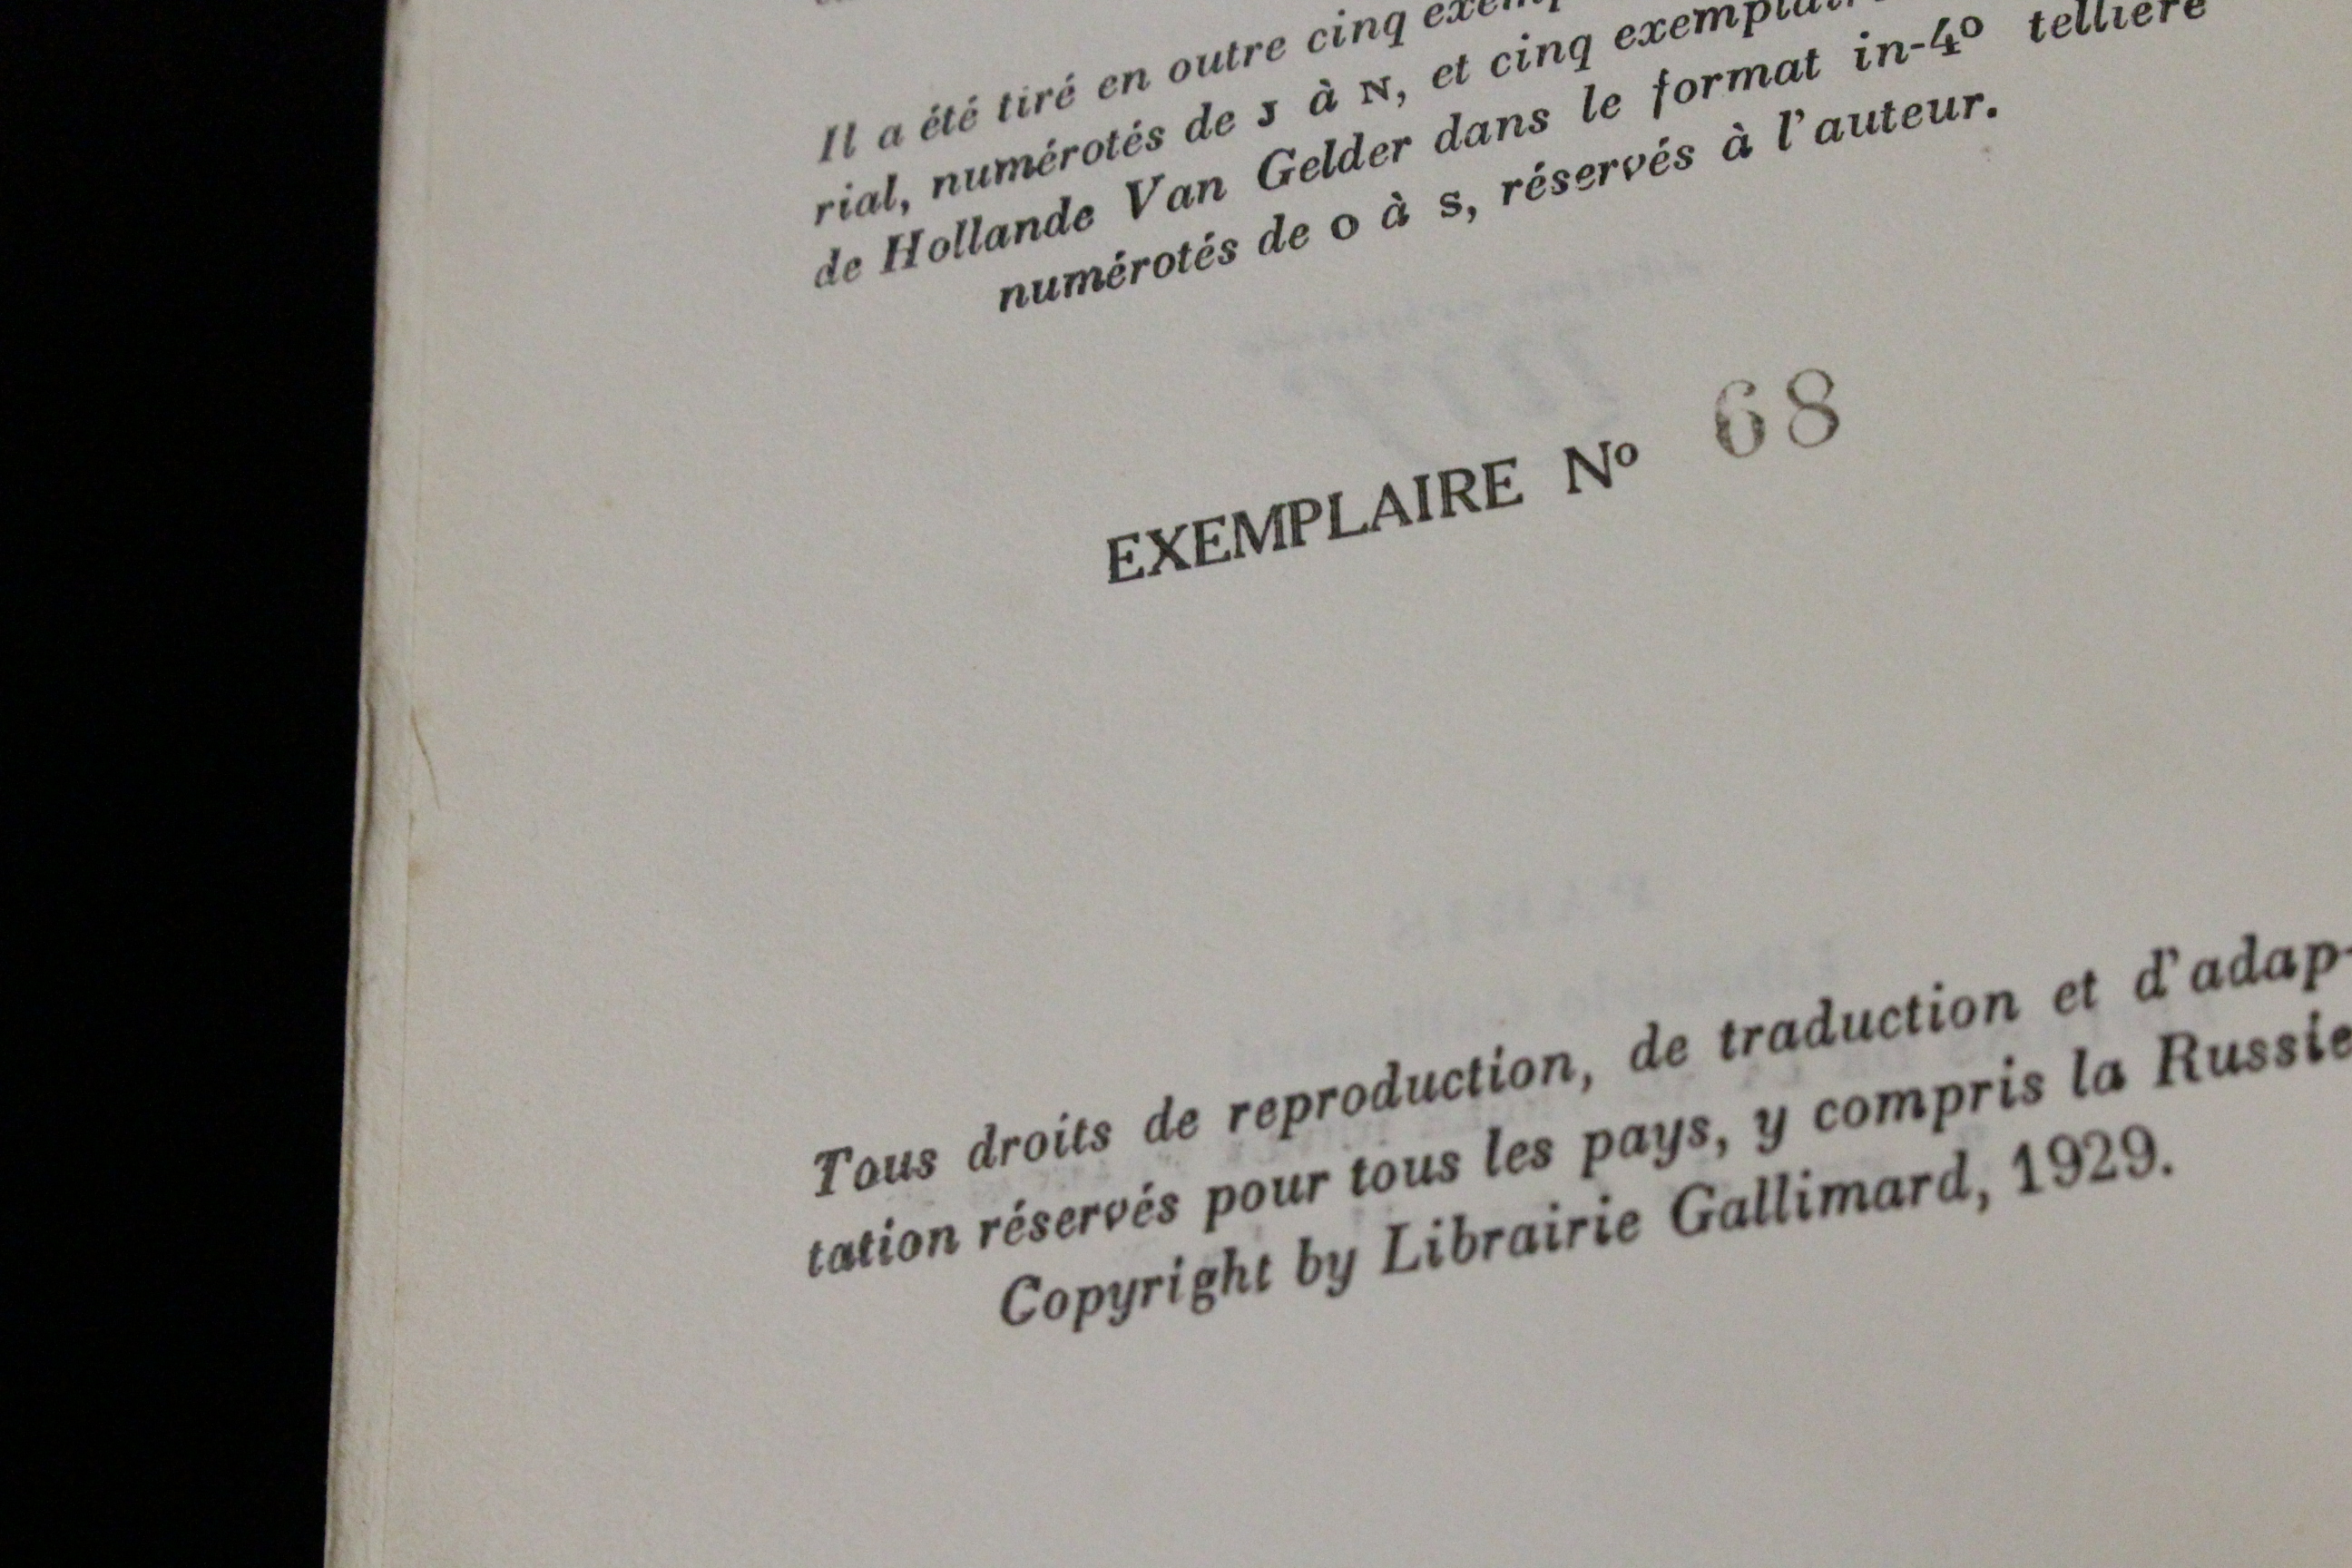 Il a été tiré en outre cinq
rial, numérotés de J à N, et cinq
de Hollande Van Gelder dans le format in-4º tellière
numérotés de O à S, réservés à l'auteur.
EXEMPLAIRE Nº 68
Tous droits de reproduction, de traduction et d'adap-
tation réservés pour tous les pays, y compris la Russie
Copyright by Librairie Gallimard, 1929.